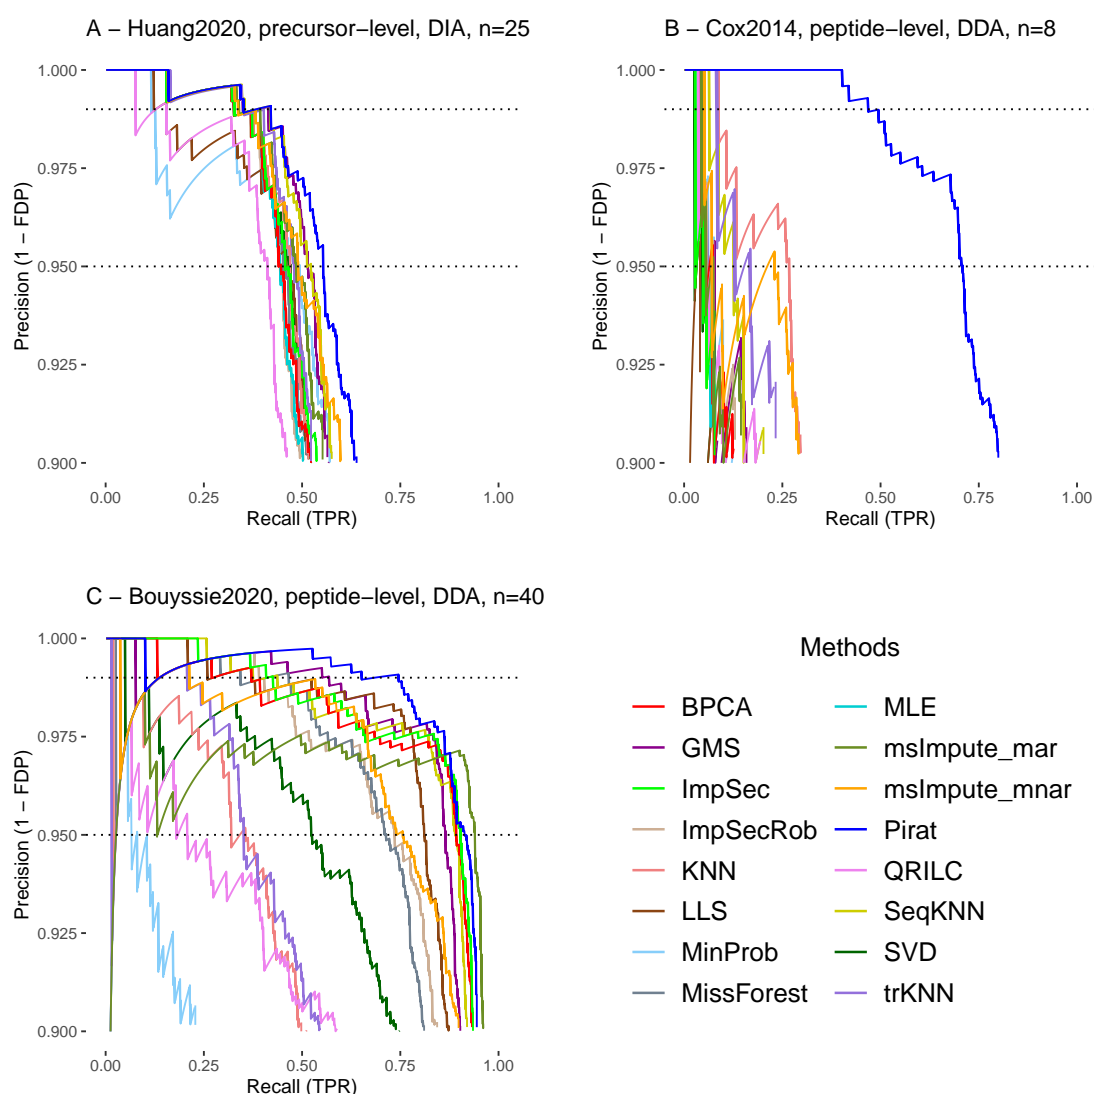 A − Huang2020, precursor−level, DIA, n=25
1.000
0.975
0.950
0.925
0.900
Precision (1 − FDP)
0.00 0.25 0.50 0.75 1.00
Recall (TPR)
B − Cox2014, peptide−level, DDA, n=8
1.000
0.975
0.950
0.925
0.900
Precision (1 − FDP)
0.00 0.25 0.50 0.75 1.00
Recall (TPR)
C − Bouyssie2020, peptide−level, DDA, n=40
1.000
0.975
0.950
0.925
0.900
Precision (1 − FDP)
0.00 0.25 0.50 0.75 1.00
Recall (TPR)
Methods
BPCA
GMS
ImpSec
ImpSecRob
KNN
LLS
MinProb
MissForest
MLE
msImpute_mar
msImpute_mnar
Pirat
QRILC
SeqKNN
SVD
trKNN